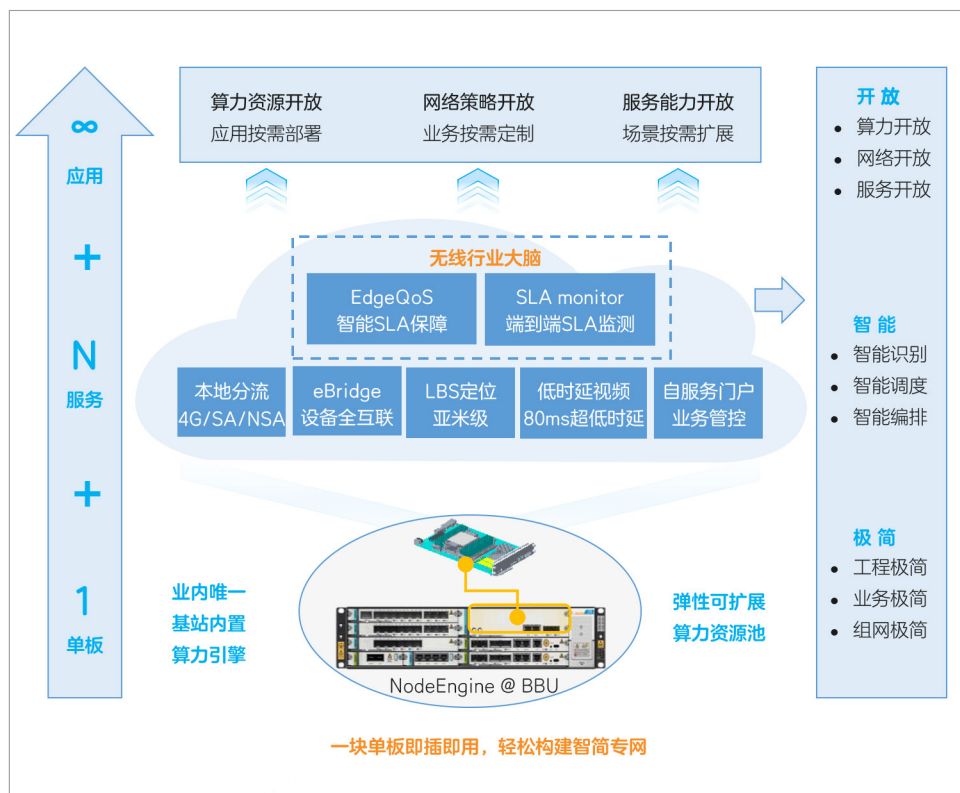 ∞
应用
+
N
服务
+
1
单板
算力资源开放
应用按需部署
网络策略开放
业务按需定制
服务能力开放
场景按需扩展
无线行业大脑
EdgeQoS
智能SLA保障
SLA monitor
端到端SLA监测
本地分流
4G/SA/NSA
eBridge
设备全互联
LBS定位
亚米级
低时延视频
80ms超低时延
自服务门户
业务管控
业内唯一
基站内置
算力引擎
弹性可扩展
算力资源池
NodeEngine @ BBU
一块单板即插即用，轻松构建智简专网
开 放
• 算力开放
• 网络开放
• 服务开放
智 能
• 智能识别
• 智能调度
• 智能编排
极 简
• 工程极简
• 业务极简
• 组网极简